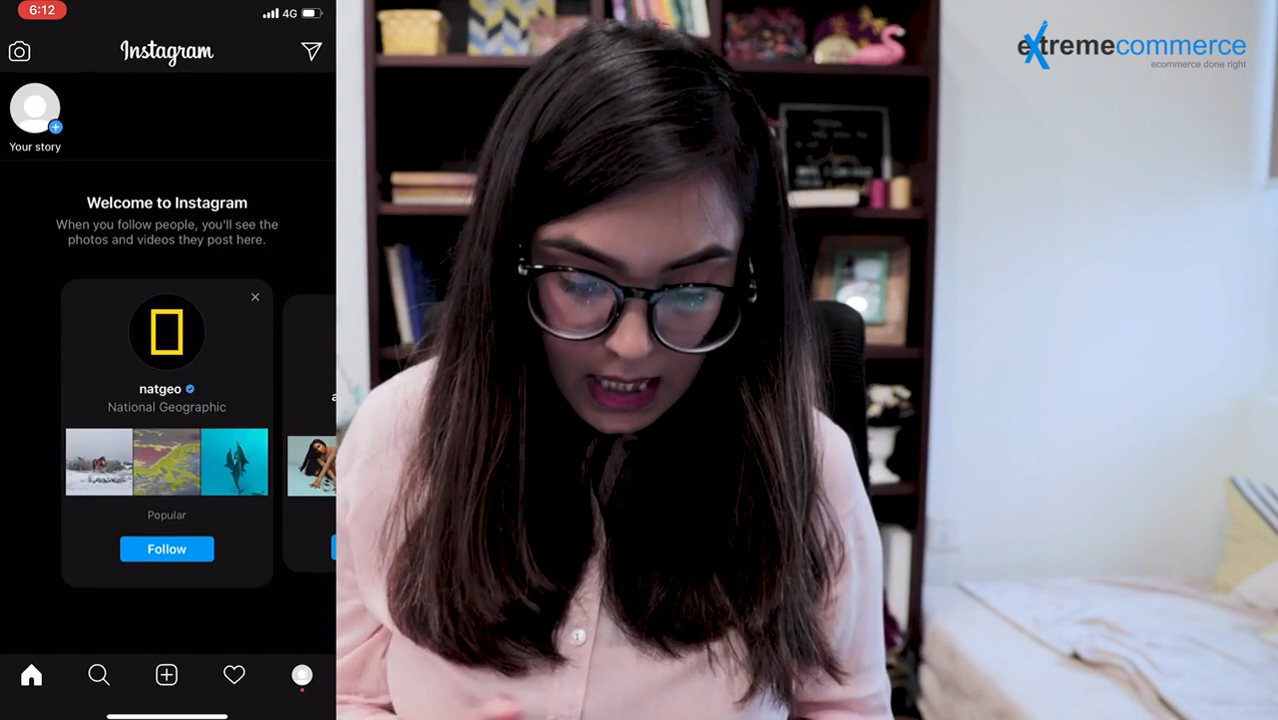 6:12
4G
Instagram
Your story
Welcome to Instagram
When you follow people, you'll see the
photos and videos they post here.
natgeo
National Geographic
Popular
Follow
extremecommerce
ecommerce done right